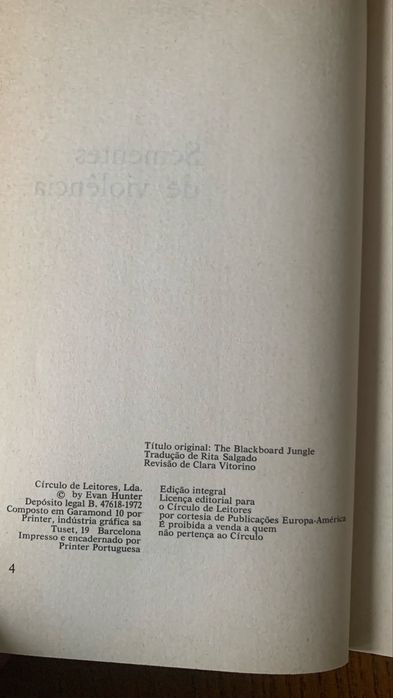 Sementes
de violência
Título original: The Blackboard Jungle
Tradução de Rita Salgado
Revisão de Clara Vitorino
Círculo de Leitores, Lda.
© by Evan Hunter
Depósito legal B. 47618-1972
Composto em Garamond 10 por
Printer, indústria gráfica sa
Tuset, 19 Barcelona
Impresso e encadernado por
Printer Portuguesa
Edição integral
Licença editorial para
o Círculo de Leitores
por cortesia de Publicações Europa-América
É proibida a venda a quem
não pertença ao Círculo
4